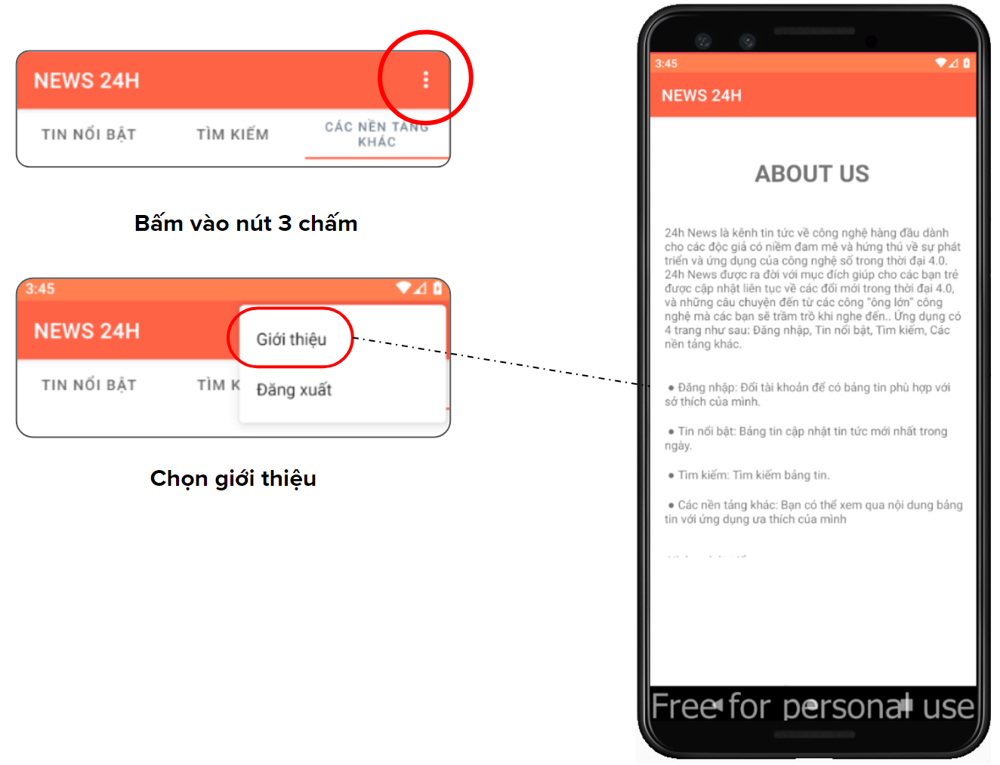 NEWS 24H
TIN NỔI BẬT
TÌM KIẾM
CÁC NỀN TẢNG
KHÁC
Bấm vào nút 3 chấm
3:45
NEWS 24H
Giới thiệu
TIN NỔI BẬT
TÌM K
Đăng xuất
Chọn giới thiệu
3:45
NEWS 24H
ABOUT US
24h News là kênh tin tức về công nghệ hàng đầu dành
cho các độc giả có niềm đam mê và hứng thú về sự phát
triển và ứng dụng của công nghệ số trong thời đại 4.0.
24h News được ra đời với mục đích giúp cho các bạn trẻ
được cập nhật liên tục về các đổi mới trong thời đại 4.0,
và những câu chuyện đến từ các công "ông lớn" công
nghệ mà các bạn sẽ trầm trồ khi nghe đến.. Ứng dụng có
4 trang như sau: Đăng nhập, Tin nổi bật, Tìm kiếm, Các
nền tảng khác.
● Đăng nhập: Đổi tài khoản để có bảng tin phù hợp với
sở thích của mình.
● Tin nổi bật: Bảng tin cập nhật tin tức mới nhất trong
ngày.
● Tìm kiếm: Tìm kiếm bảng tin.
● Các nền tảng khác: Bạn có thể xem qua nội dung bảng
tin với ứng dụng ưa thích của mình
Free for personal use